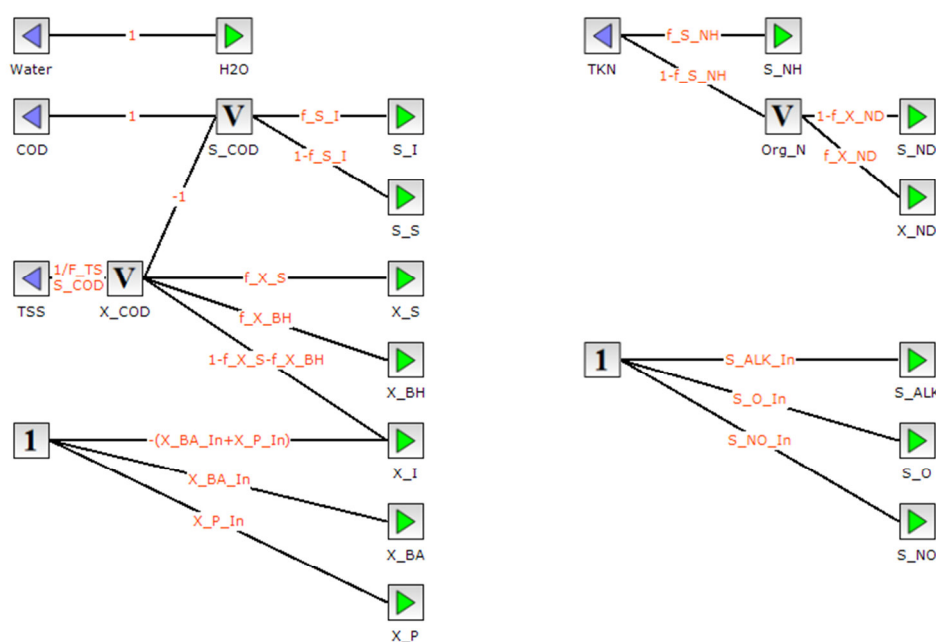 1
Water
H2O
1
V
f_S_I
COD
S_COD
S_I
1-f_S_I
-1
S_S
1/F_TS
S_COD
V
f_X_S
TSS
X_COD
X_S
f_X_BH
1-f_X_S-f_X_BH
X_BH
1
-(X_BA_In+X_P_In)
X_I
X_BA_In
X_P_In
X_BA
X_P
f_S_NH
TKN
S_NH
1-f_S_NH
V
1-f_X_ND
Org_N
S_ND
f_X_ND
X_ND
1
S_ALK_In
S_ALK
S_O_In
S_NO_In
S_O
S_NO